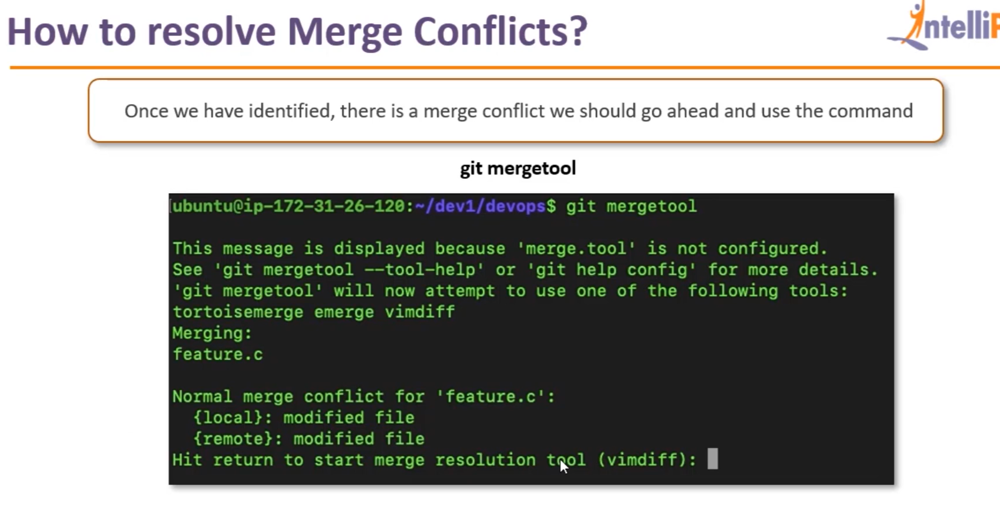 How to resolve Merge Conflicts?
ntelliP
Once we have identified, there is a merge conflict we should go ahead and use the command
git mergetool
ubuntu@ip-172-31-26-120:~/dev1/devops$ git mergetool
This message is displayed because 'merge.tool' is not configured.
See 'git mergetool --tool-help' or 'git help config' for more details.
'git mergetool' will now attempt to use one of the following tools:
tortoisemerge emerge vimdiff
Merging:
feature.c
Normal merge conflict for 'feature.c':
  {local}: modified file
  {remote}: modified file
Hit return to start merge resolution tool (vimdiff):